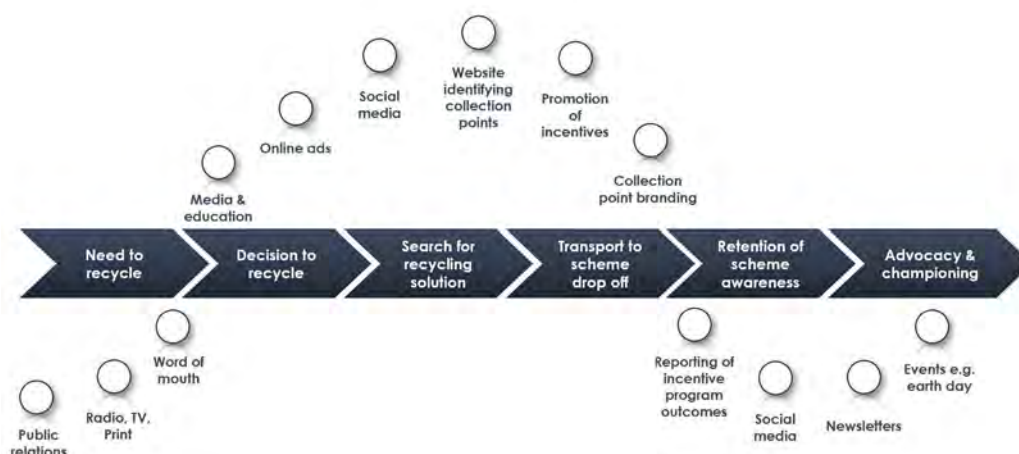 Social
media
Website
identifying
collection
points
Promotion
of
incentives
Online ads
Collection
point branding
Media &
education
Need to
recycle
Decision to
recycle
Search for
recycling
solution
Transport to
scheme
drop off
Retention of
scheme
awareness
Advocacy &
championing
Public
relations
Radio, TV,
Print
Word of
mouth
Reporting of
incentive
program
outcomes
Social
media
Newsletters
Events e.g.
earth day